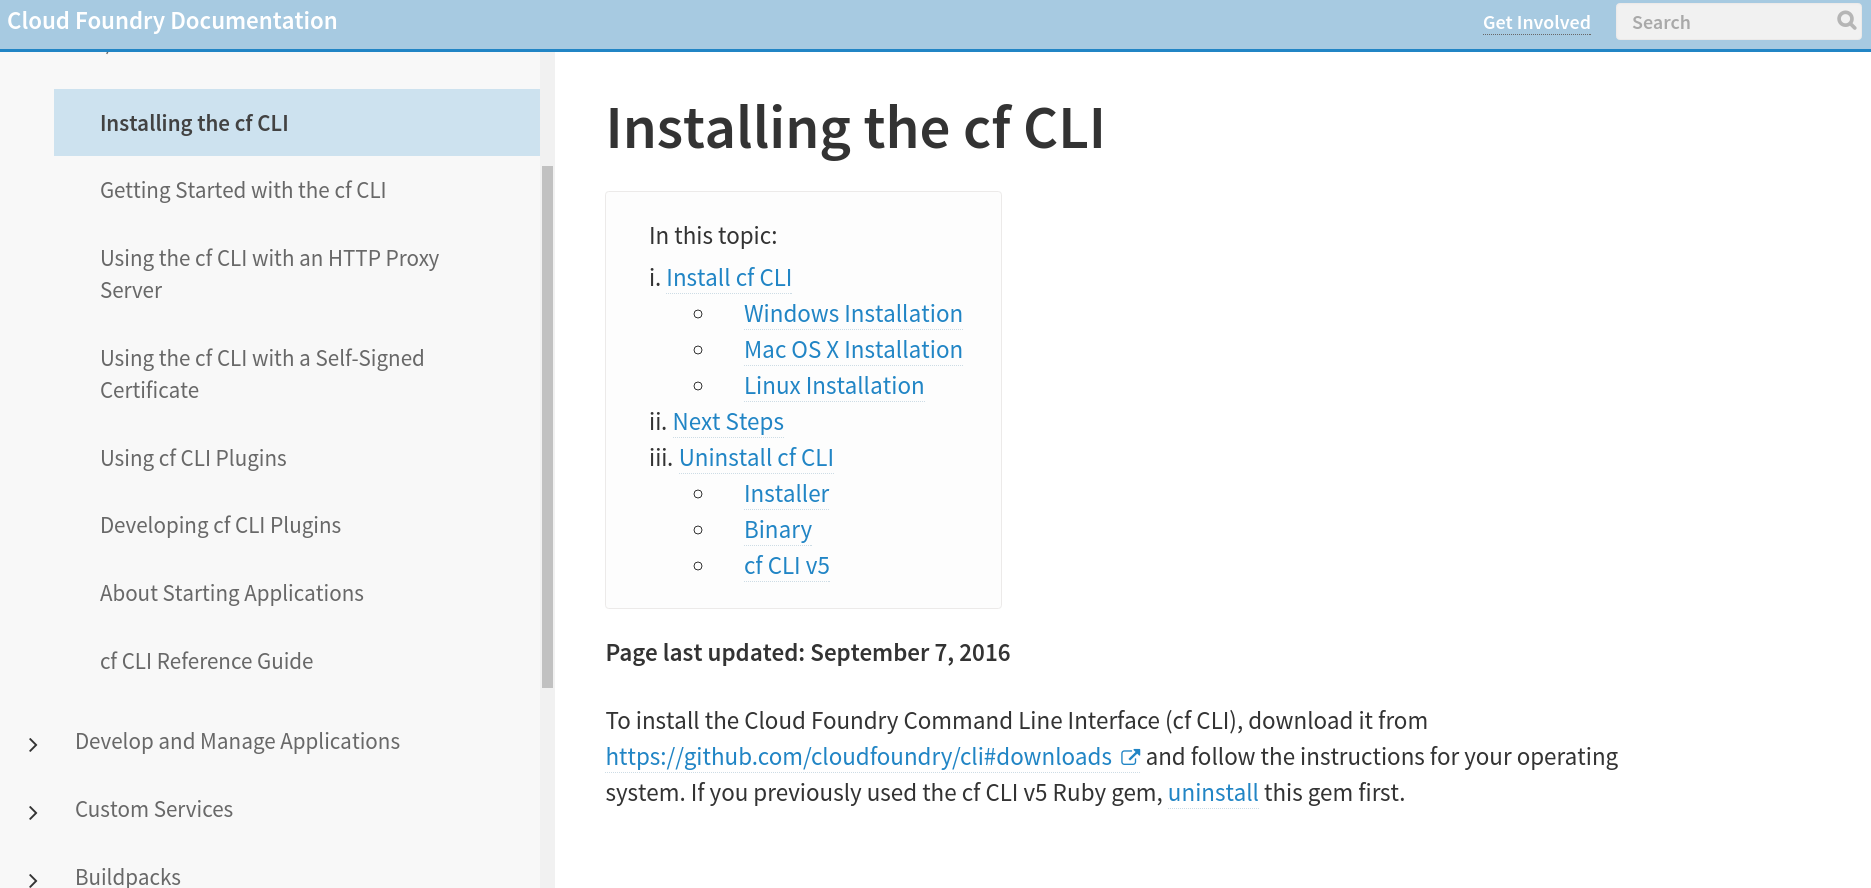 Cloud Foundry Documentation
Get Involved
Search
Installing the cf CLI
Getting Started with the cf CLI
Using the cf CLI with an HTTP Proxy
Server
Using the cf CLI with a Self-Signed
Certificate
Using cf CLI Plugins
Developing cf CLI Plugins
About Starting Applications
cf CLI Reference Guide
Develop and Manage Applications
Custom Services
Buildpacks
Installing the cf CLI
In this topic:
i. Install cf CLI
Windows Installation
Mac OS X Installation
Linux Installation
ii. Next Steps
iii. Uninstall cf CLI
Installer
Binary
cf CLI v5
Page last updated: September 7, 2016
To install the Cloud Foundry Command Line Interface (cf CLI), download it from
https://github.com/cloudfoundry/cli#downloads and follow the instructions for your operating
system. If you previously used the cf CLI v5 Ruby gem, uninstall this gem first.